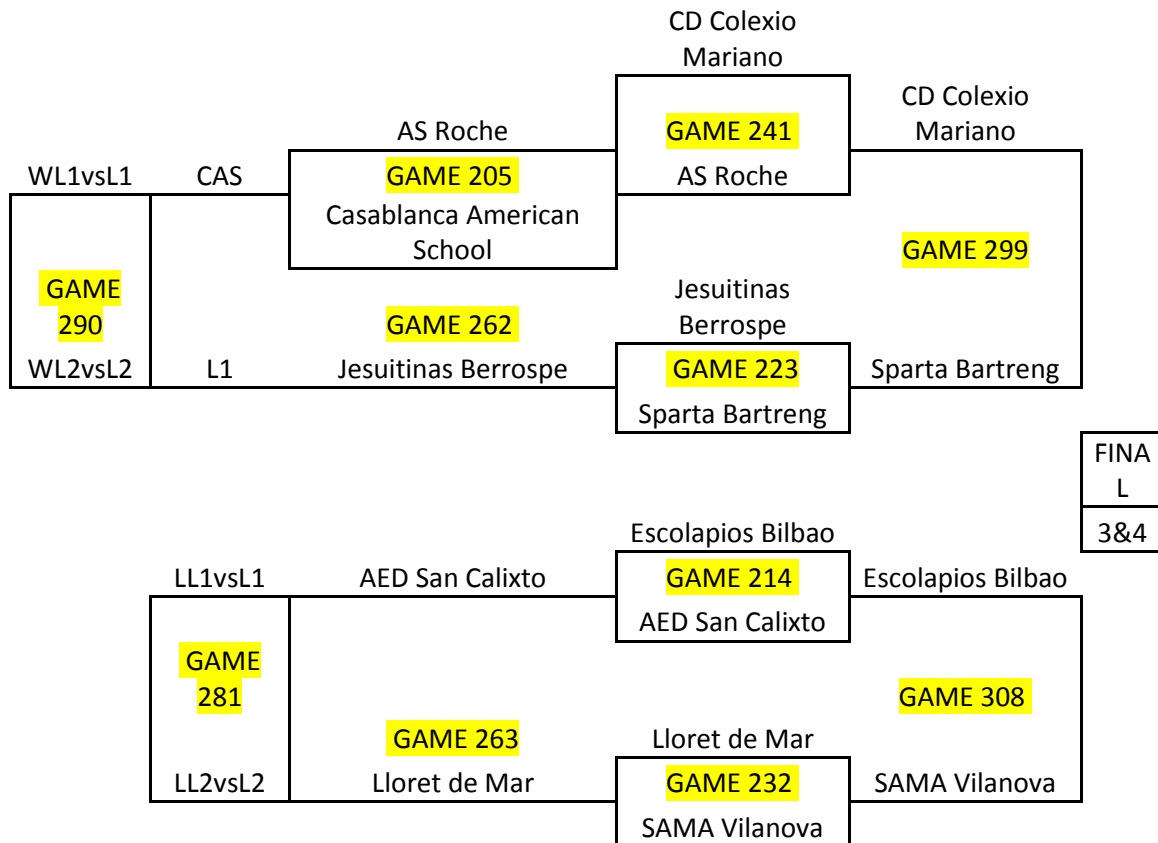 CD Colexio
Mariano
CD Colexio
Mariano
AS Roche
GAME 241
WL1vsL1
CAS
GAME 205
AS Roche
Casablanca American
School
GAME 299
GAME
290
GAME 262
Jesuitinas
Berrospe
WL2vsL2
L1
Jesuitinas Berrospe
GAME 223
Sparta Bartreng
Sparta Bartreng
FINA
L
3&4
Escolapios Bilbao
LL1vsL1
AED San Calixto
GAME 214
Escolapios Bilbao
AED San Calixto
GAME
281
GAME 308
GAME 263
Lloret de Mar
LL2vsL2
Lloret de Mar
GAME 232
SAMA Vilanova
SAMA Vilanova